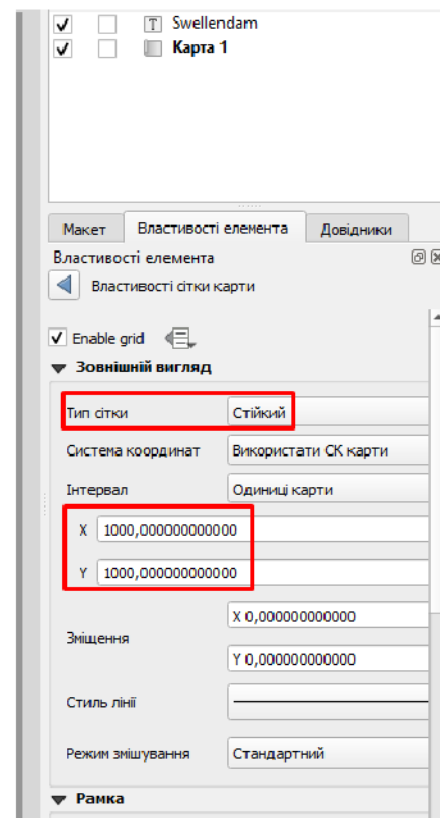 T Swellendam
Карта 1
Макет Властивості елемента Довідники
Властивості елемента
Властивості сітки карти
Enable grid
Зовнішній вигляд
Тип сітки Стійкий
Система координат Використати СК карти
Інтервал Одиниці карти
X 1000,000000000000
Y 1000,000000000000
X 0,000000000000
Зміщення
Y 0,000000000000
Стиль лінії
Режим змішування Стандартний
Рамка